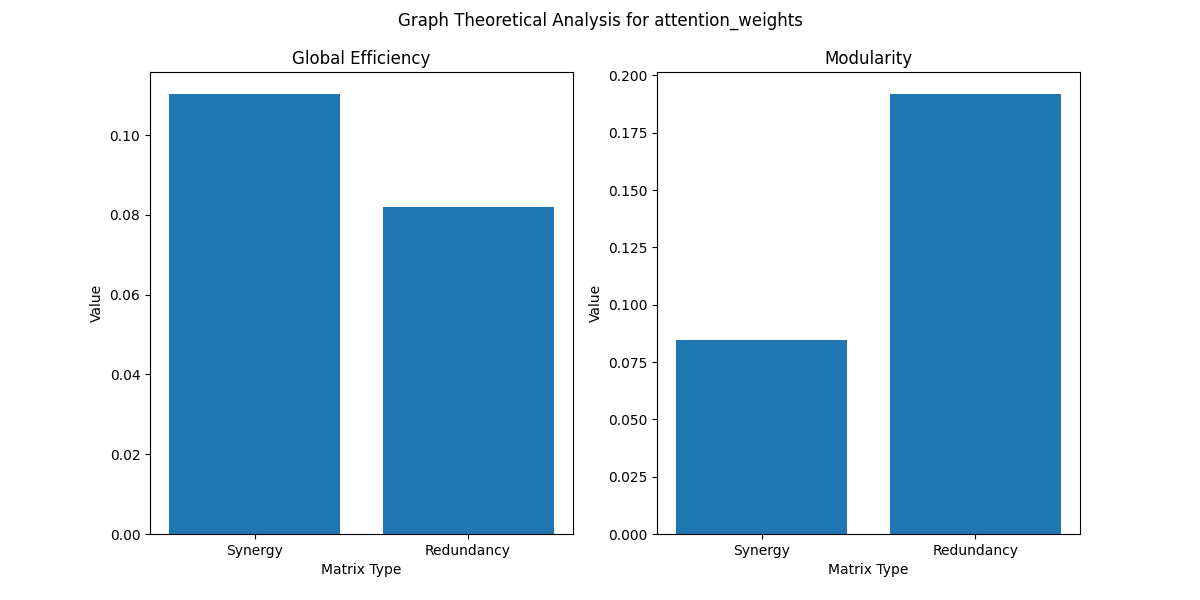 Graph Theoretical Analysis for attention_weights
Global Efficiency
Value
0.10
0.08
0.06
0.04
0.02
0.00
Synergy
Redundancy
Matrix Type
Modularity
Value
0.200
0.175
0.150
0.125
0.100
0.075
0.050
0.025
0.000
Synergy
Redundancy
Matrix Type